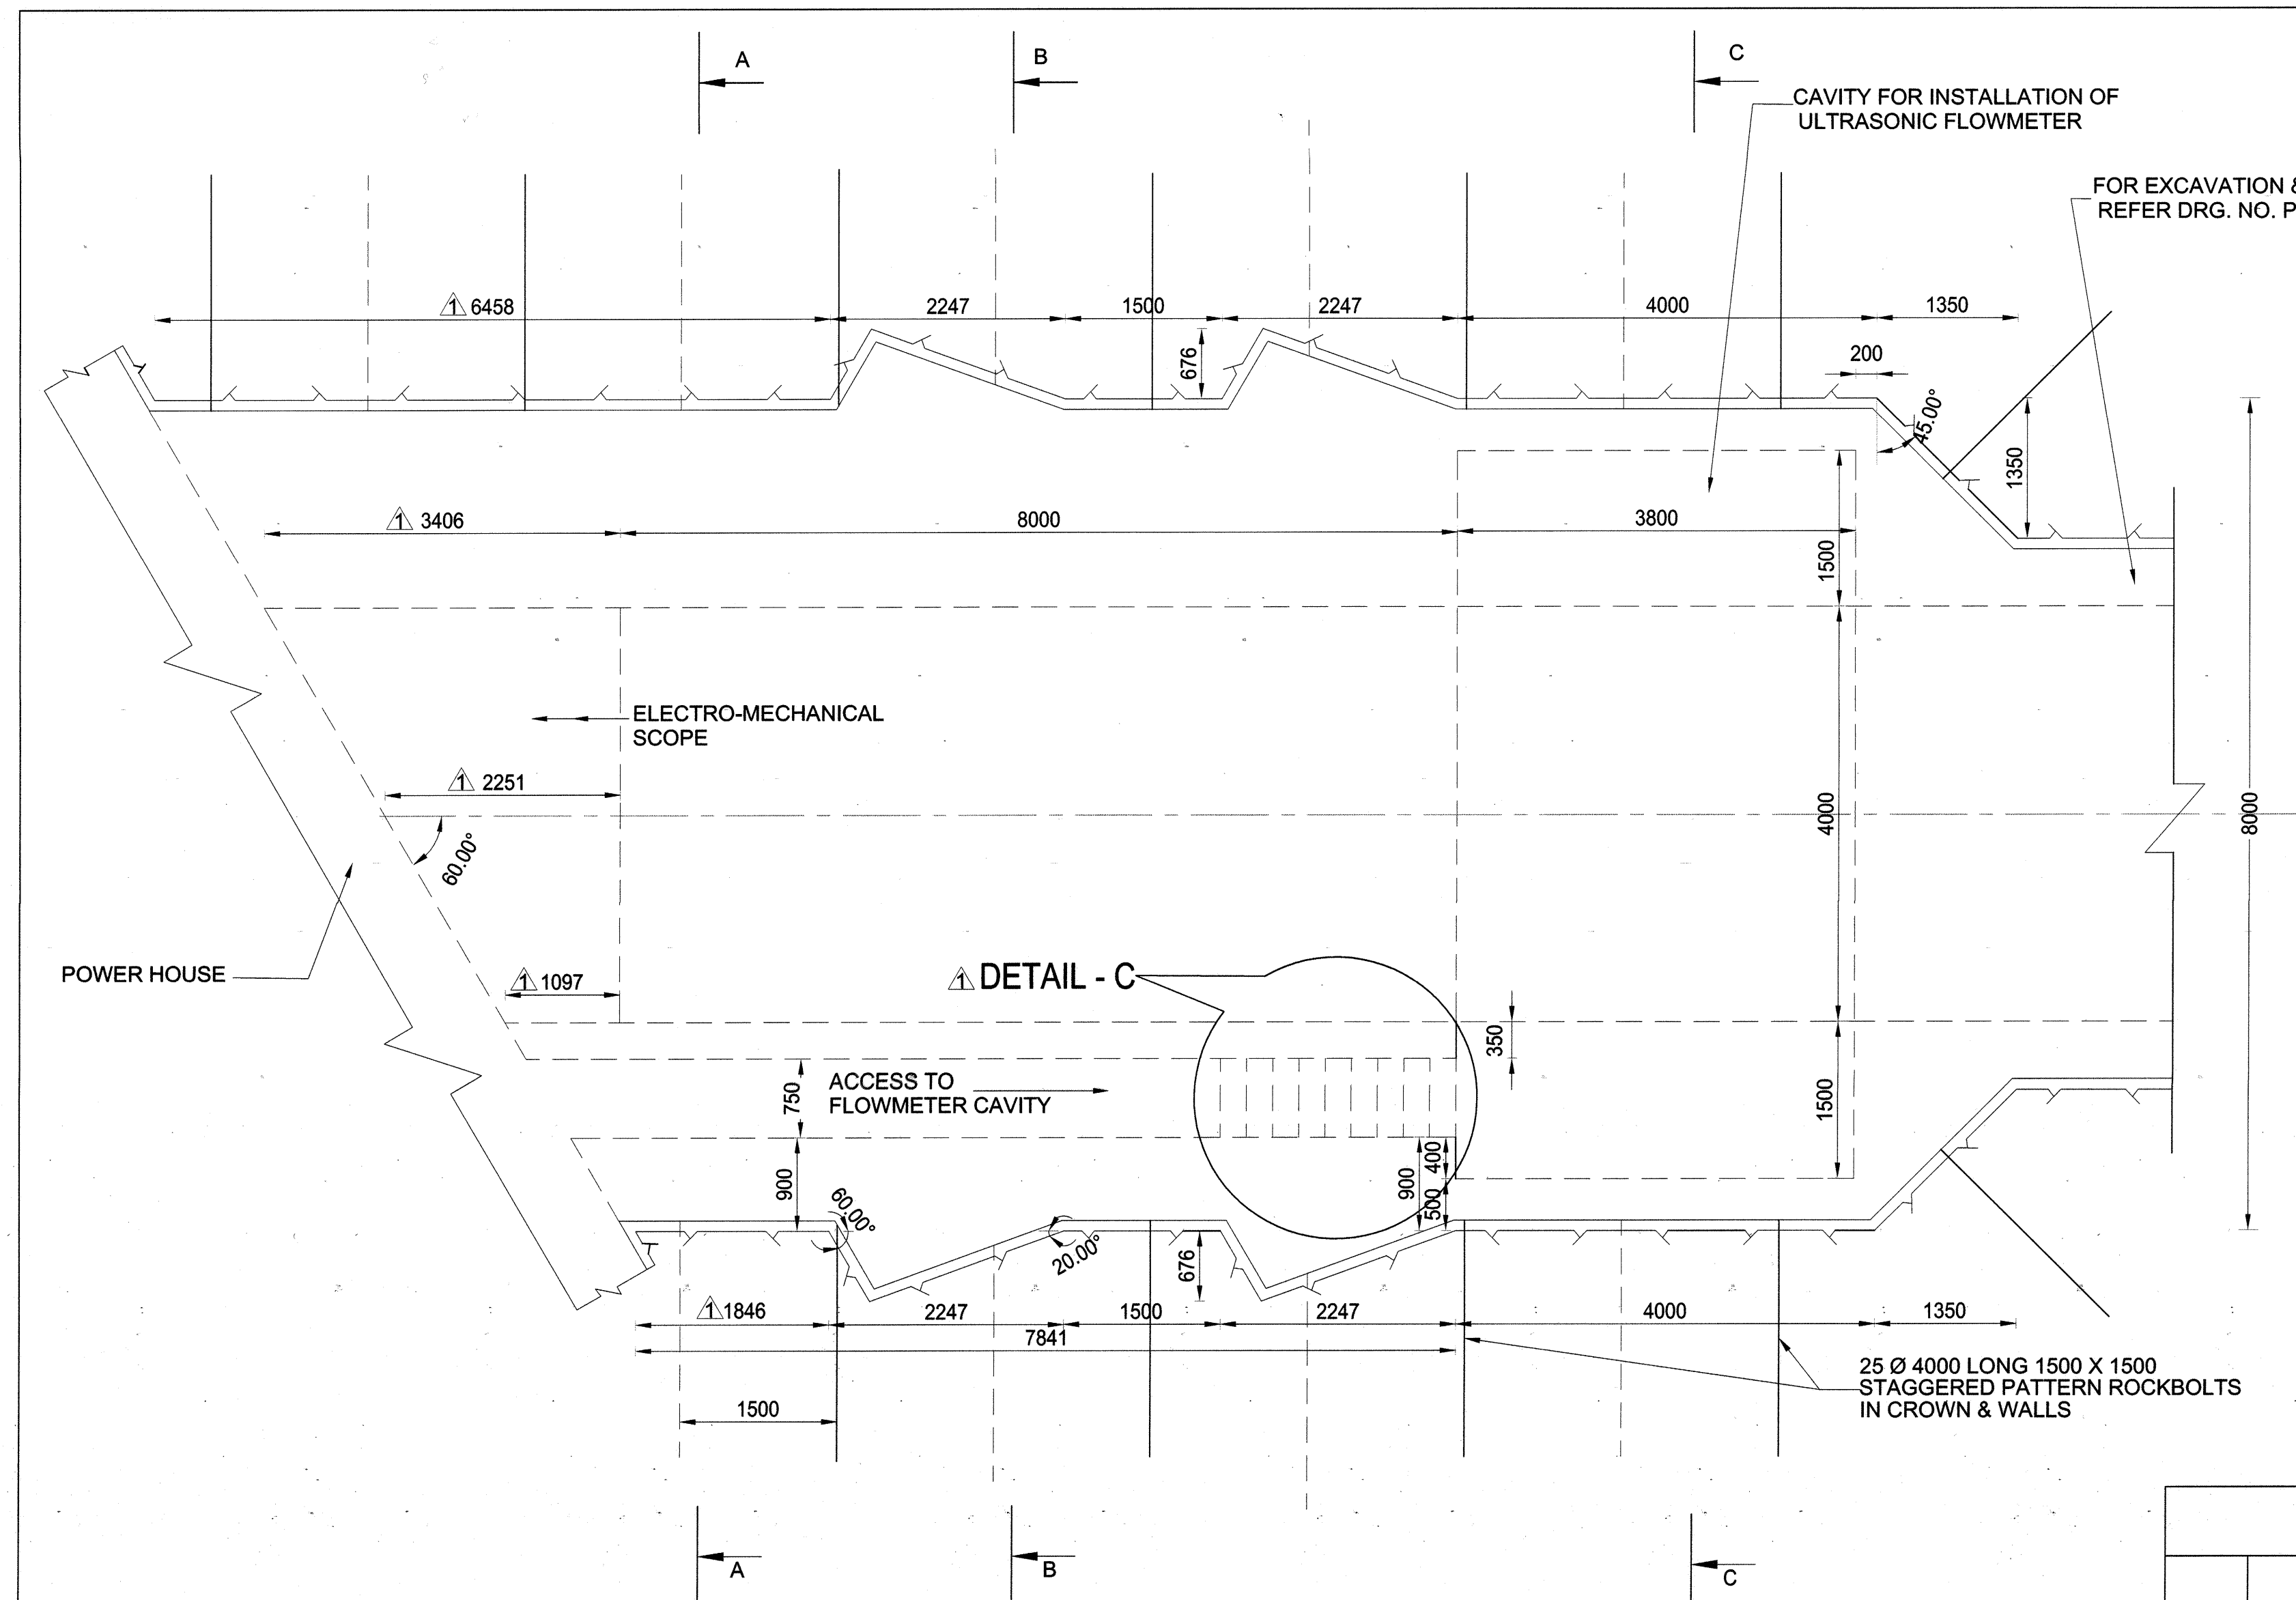 A
B
C
CAVITY FOR INSTALLATION OF
ULTRASONIC FLOWMETER
FOR EXCAVATION &
REFER DRG. NO. P
1 6458
2247
1500
2247
4000
1350
676
200
45.00°
1350
1 3406
8000
3800
1500
ELECTRO-MECHANICAL
SCOPE
1 2251
60.00°
4000
8000
POWER HOUSE
1 1097
1 DETAIL - C
350
ACCESS TO
FLOWMETER CAVITY
750
1500
900
60.00°
20.00°
676
900
400
500
1 1846
2247
1500
2247
4000
1350
7841
1500
25 Ø 4000 LONG 1500 X 1500
STAGGERED PATTERN ROCKBOLTS
IN CROWN & WALLS
A
B
C